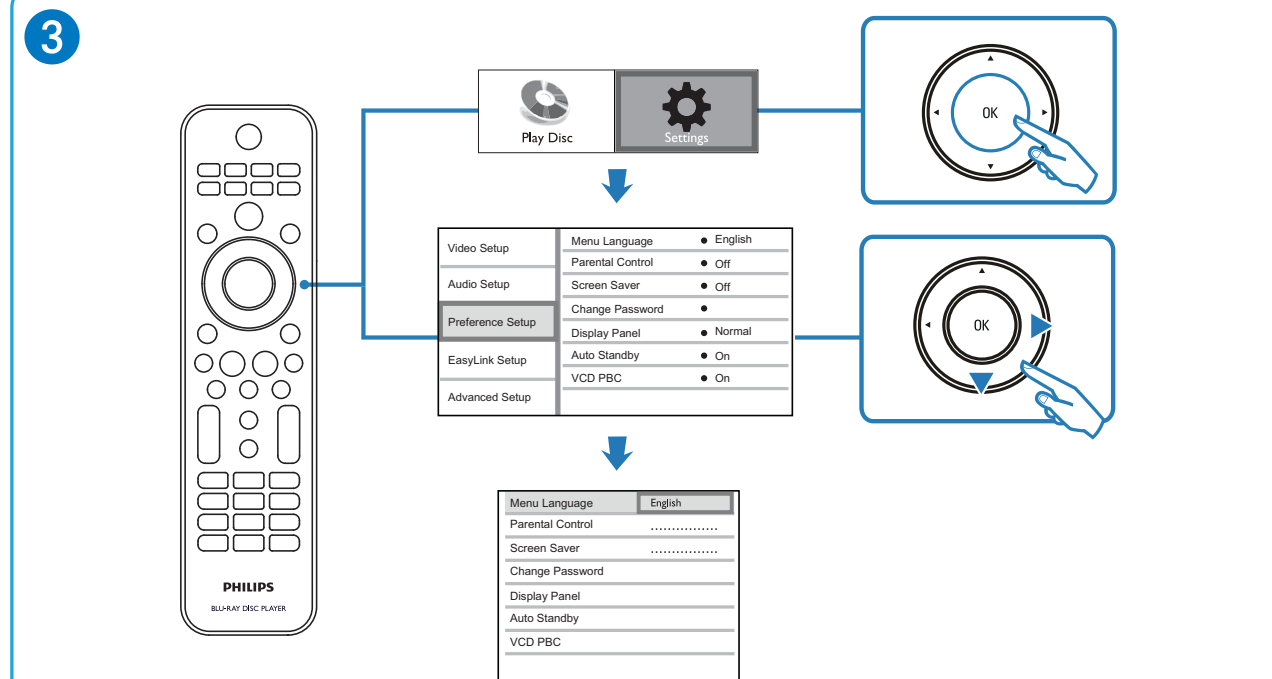 3
Play Disc
Settings
OK
Video Setup
Audio Setup
Preference Setup
EasyLink Setup
Advanced Setup
Menu Language ● English
Parental Control ● Off
Screen Saver ● Off
Change Password ●
Display Panel ● Normal
Auto Standby ● On
VCD PBC ● On
OK
Menu Language English
Parental Control ................
Screen Saver ................
Change Password
Display Panel
Auto Standby
VCD PBC
PHILIPS
BLU-RAY DISC PLAYER